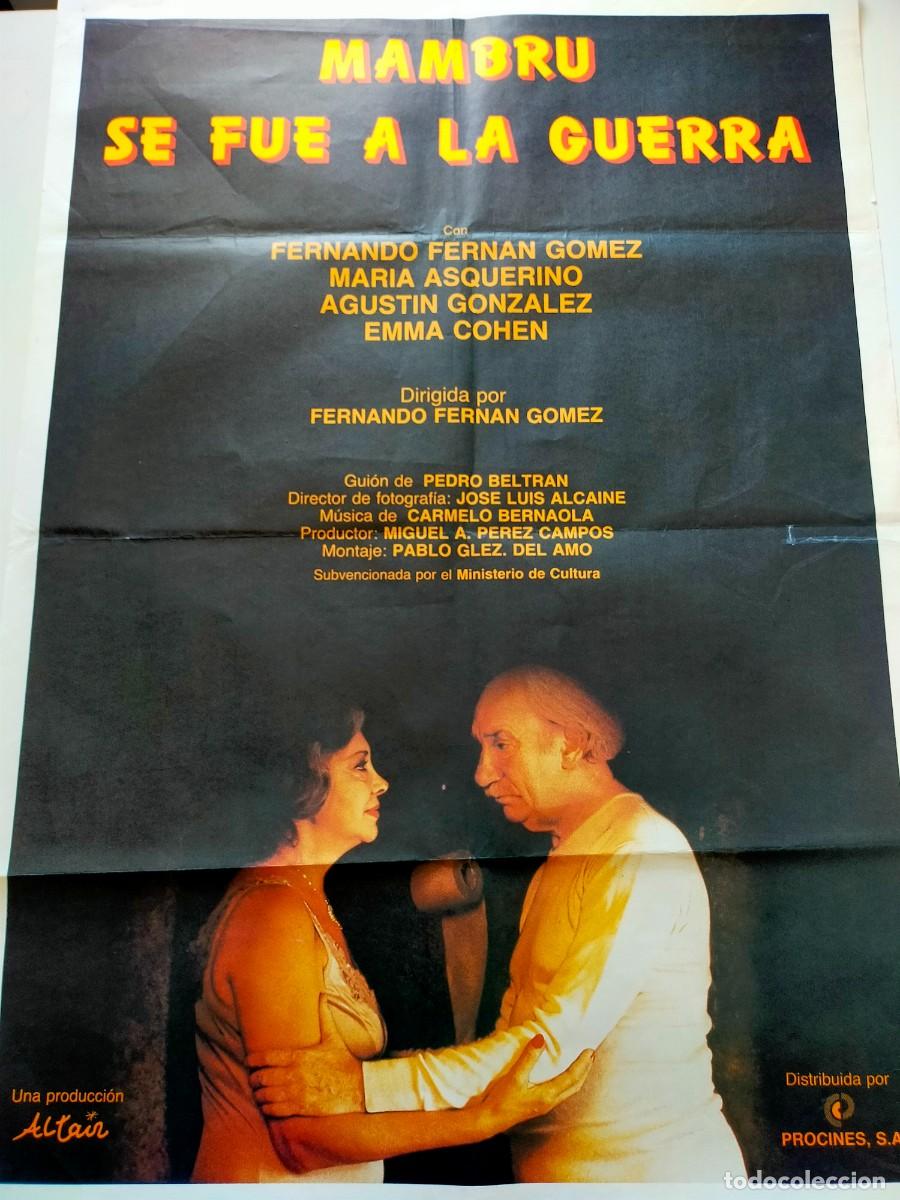 MAMBRU
SE FUE A LA GUERRA
Con
FERNANDO FERNAN GOMEZ
MARIA ASQUERINO
AGUSTIN GONZALEZ
EMMA COHEN
Dirigida por
FERNANDO FERNAN GOMEZ
Guión de PEDRO BELTRAN
Director de fotografía: JOSE LUIS ALCAINE
Música de CARMELO BERNAOLA
Productor: MIGUEL A. PEREZ CAMPOS
Montaje: PABLO GLEZ. DEL AMO
Subvencionada por el Ministerio de Cultura
Una producción
Altair
Distribuida por
PROCINES, S.A
todocoleccion